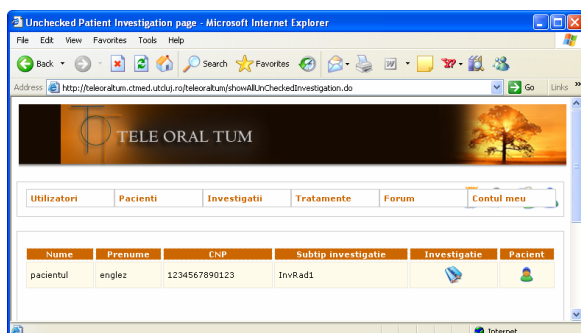 Unchecked Patient Investigation page - Microsoft Internet Explorer
File Edit View Favorites Tools Help
Back Search Favorites
Address http://teleoraltum.ctmed.utcluj.ro/teleoraltum/showAllUnCheckedInvestigation.do Go Links »
TELE ORAL TUM
Utilizatori Pacienti Investigatii Tratamente Forum Contul meu
Nume Prenume CNP Subtip investigatie Investigatie Pacient
pacientul englez 1234567890123 InvRad1
Internet